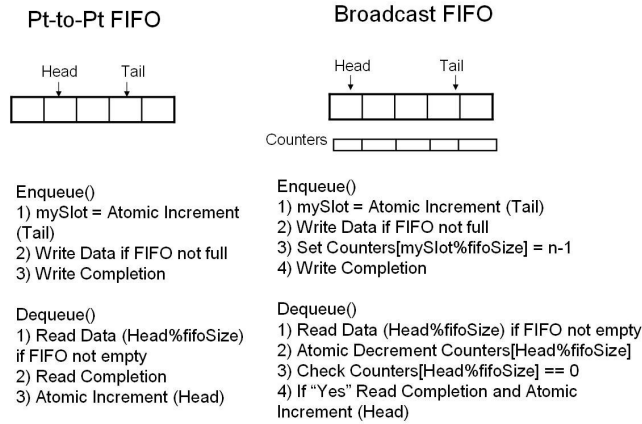 Pt-to-Pt FIFO
Head Tail
Enqueue()
1) mySlot = Atomic Increment
(Tail)
2) Write Data if FIFO not full
3) Write Completion
Dequeue()
1) Read Data (Head%fifoSize)
if FIFO not empty
2) Read Completion
3) Atomic Increment (Head)
Broadcast FIFO
Head Tail
Counters
Enqueue()
1) mySlot = Atomic Increment (Tail)
2) Write Data if FIFO not full
3) Set Counters[mySlot%fifoSize] = n-1
4) Write Completion
Dequeue()
1) Read Data (Head%fifoSize) if FIFO not empty
2) Atomic Decrement Counters[Head%fifoSize]
3) Check Counters[Head%fifoSize] == 0
4) If “Yes” Read Completion and Atomic
Increment (Head)